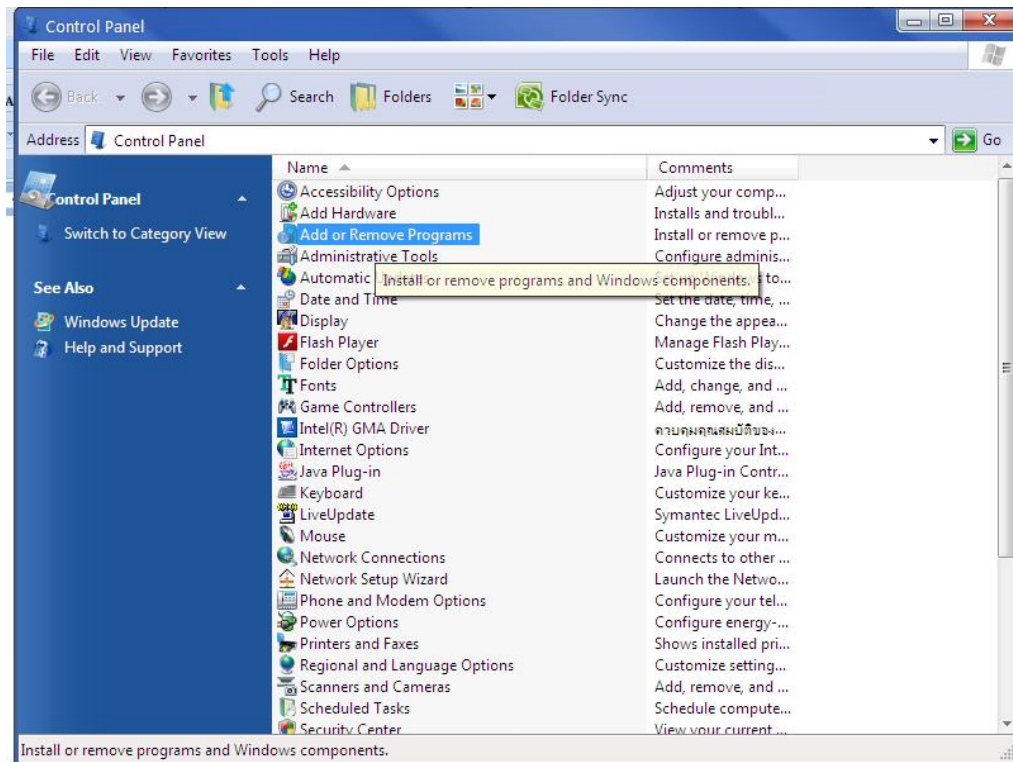 Control Panel
File Edit View Favorites Tools Help
Back Search Folders Folder Sync
Address Control Panel Go
Control Panel
Switch to Category View
See Also
Windows Update
Help and Support
Name Comments
Accessibility Options Adjust your comp...
Add Hardware Installs and troubl...
Add or Remove Programs Install or remove p...
Administrative Tools Configure adminis...
Automatic to...
Install or remove programs and Windows components.
Date and Time Set the date, time, ...
Display Change the appea...
Flash Player Manage Flash Play...
Folder Options Customize the dis...
Fonts Add, change, and ...
Game Controllers Add, remove, and ...
Intel(R) GMA Driver ควบคุมคุณสมบัติของ...
Internet Options Configure your Int...
Java Plug-in Java Plug-in Contr...
Keyboard Customize your ke...
LiveUpdate Symantec LiveUpd...
Mouse Customize your m...
Network Connections Connects to other ...
Network Setup Wizard Launch the Netwo...
Phone and Modem Options Configure your tel...
Power Options Configure energy-...
Printers and Faxes Shows installed pri...
Regional and Language Options Customize setting...
Scanners and Cameras Add, remove, and ...
Scheduled Tasks Schedule compute...
Security Center View your current ...
Install or remove programs and Windows components.